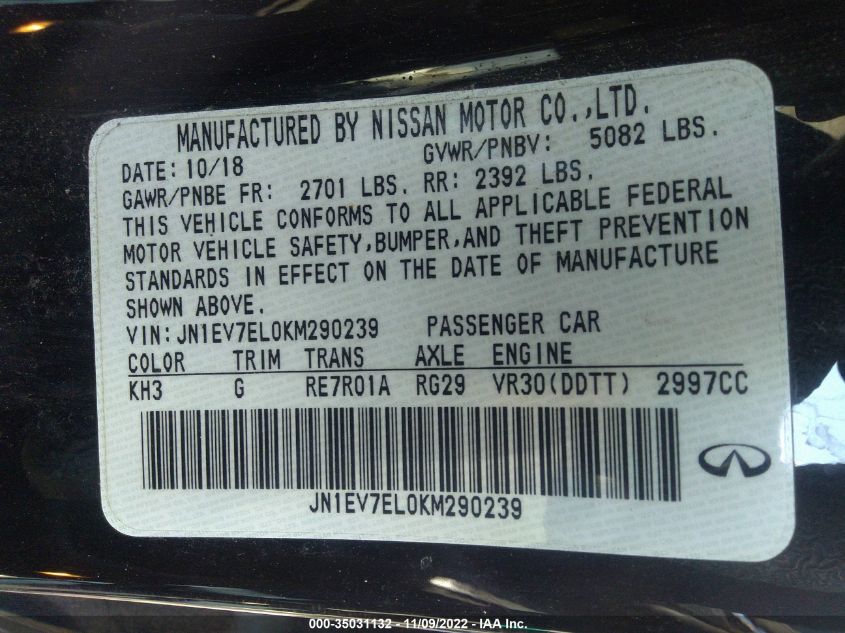 MANUFACTURED BY NISSAN MOTOR CO.,LTD.
DATE: 10/18 GVWR/PNBV: 5082 LBS.
GAWR/PNBE FR: 2701 LBS. RR: 2392 LBS.
THIS VEHICLE CONFORMS TO ALL APPLICABLE FEDERAL
MOTOR VEHICLE SAFETY,BUMPER,AND THEFT PREVENTION
STANDARDS IN EFFECT ON THE DATE OF MANUFACTURE
SHOWN ABOVE.
VIN:JN1EV7EL0KM290239 PASSENGER CAR
COLOR TRIM TRANS AXLE ENGINE
KH3 G RE7R01A RG29 VR30(DDTT) 2997CC
JN1EV7EL0KM290239
000-35031132 - 11/09/2022 - IAA Inc.